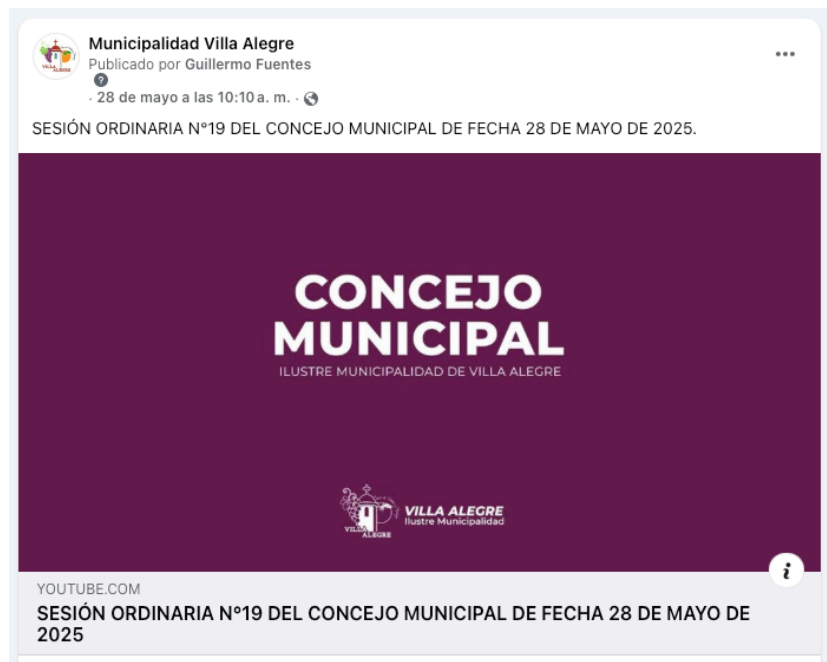 Municipalidad Villa Alegre
Publicado por Guillermo Fuentes
· 28 de mayo a las 10:10 a. m. ·
SESIÓN ORDINARIA N°19 DEL CONCEJO MUNICIPAL DE FECHA 28 DE MAYO DE 2025.
CONCEJO
MUNICIPAL
ILUSTRE MUNICIPALIDAD DE VILLA ALEGRE
VILLA
ALEGRE
VILLA ALEGRE
Ilustre Municipalidad
YOUTUBE.COM
SESIÓN ORDINARIA N°19 DEL CONCEJO MUNICIPAL DE FECHA 28 DE MAYO DE
2025